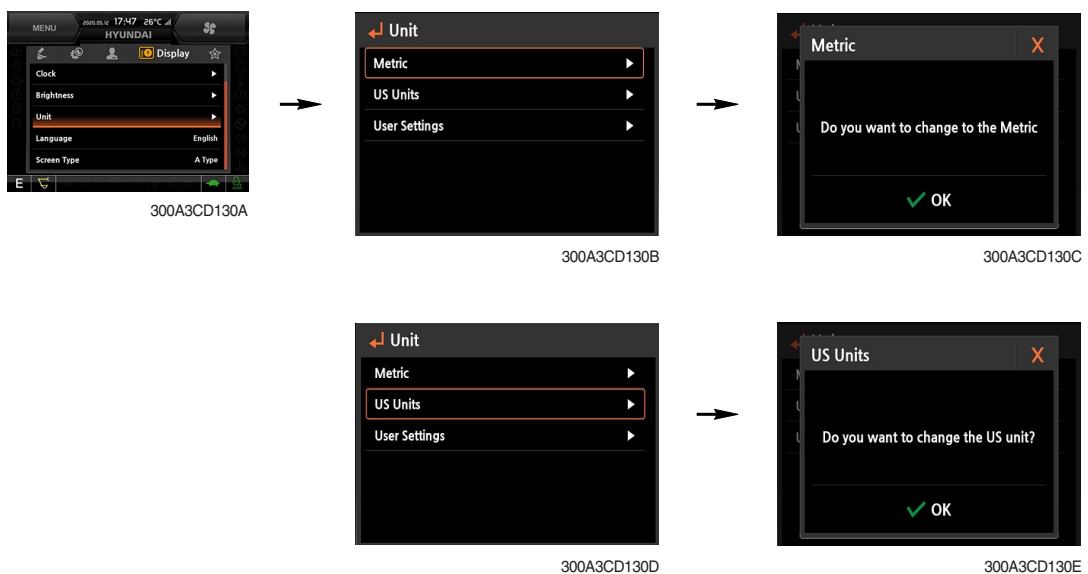 MENU
2020.05.12 17:47 26°C
HYUNDAI
Display
Clock
Brightness
Unit
Language English
Screen Type A Type
E
300A3CD130A
Unit
Metric
US Units
User Settings
300A3CD130B
Metric X
Do you want to change to the Metric
OK
300A3CD130C
Unit
Metric
US Units
User Settings
300A3CD130D
US Units X
Do you want to change the US unit?
OK
300A3CD130E